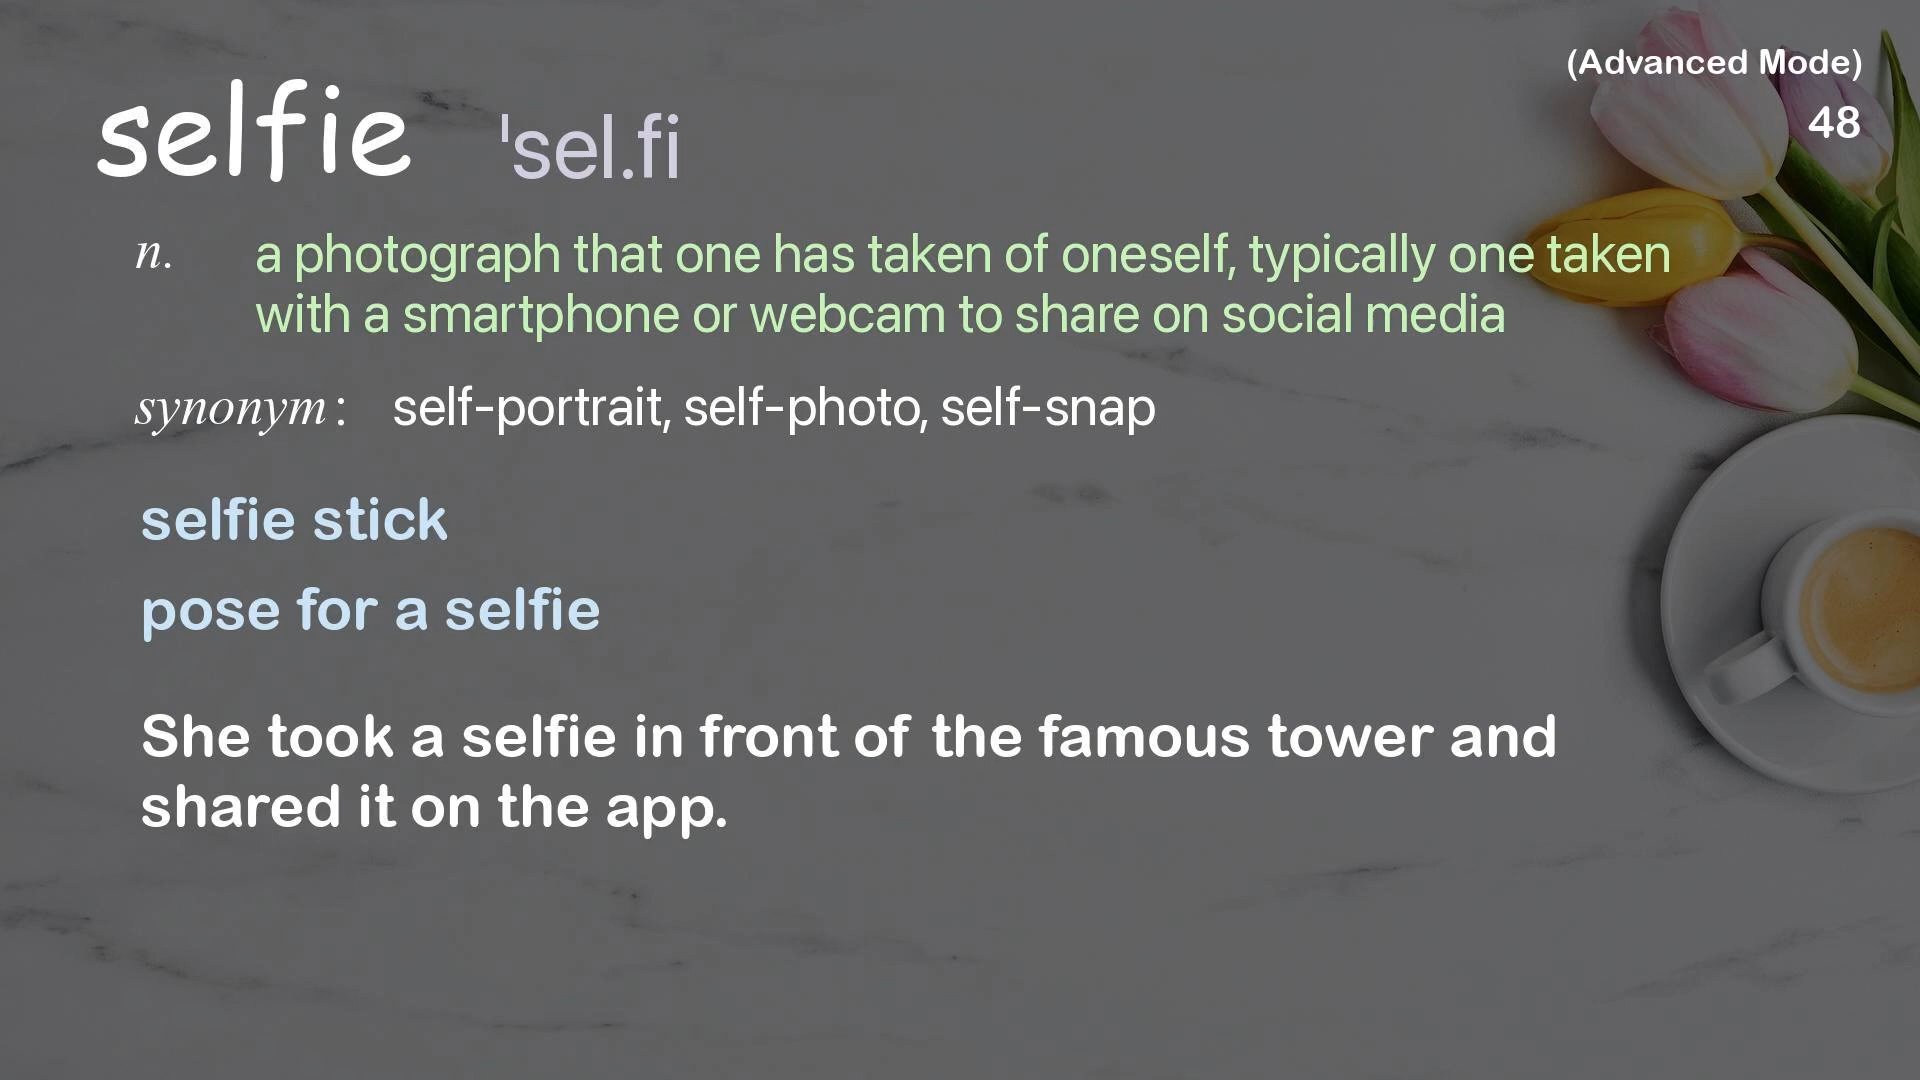 (Advanced Mode)
48
selfie ˈsel.fi
n. a photograph that one has taken of oneself, typically one taken
with a smartphone or webcam to share on social media
synonym : self-portrait, self-photo, self-snap
selfie stick
pose for a selfie
She took a selfie in front of the famous tower and
shared it on the app.